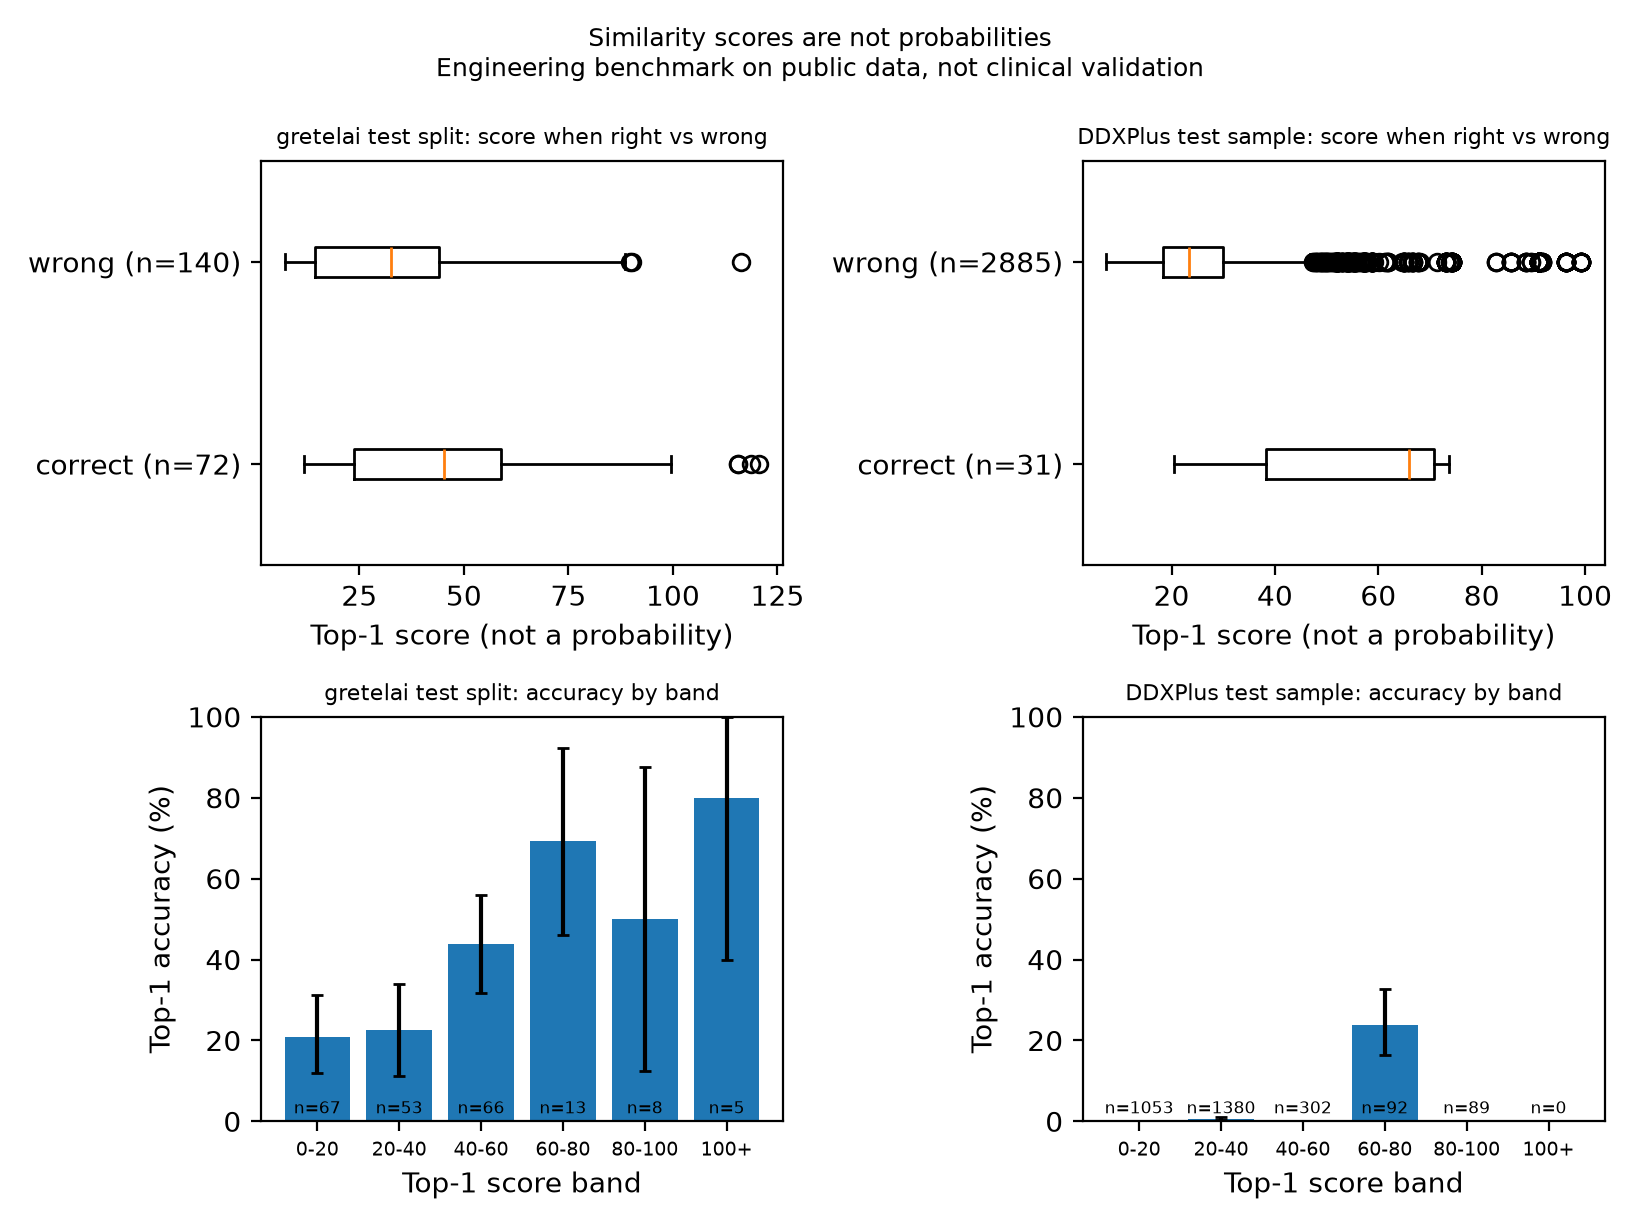 Similarity scores are not probabilities
Engineering benchmark on public data, not clinical validation
gretelai test split: score when right vs wrong
wrong (n=140)
correct (n=72)
25 50 75 100 125
Top-1 score (not a probability)
DDXPlus test sample: score when right vs wrong
wrong (n=2885)
correct (n=31)
20 40 60 80 100
Top-1 score (not a probability)
gretelai test split: accuracy by band
Top-1 accuracy (%)
100
80
60
40
20
0
n=67 n=53 n=66 n=13 n=8 n=5
0-20 20-40 40-60 60-80 80-100 100+
Top-1 score band
DDXPlus test sample: accuracy by band
Top-1 accuracy (%)
100
80
60
40
20
0
n=1053 n=1380 n=302 n=92 n=89 n=0
0-20 20-40 40-60 60-80 80-100 100+
Top-1 score band